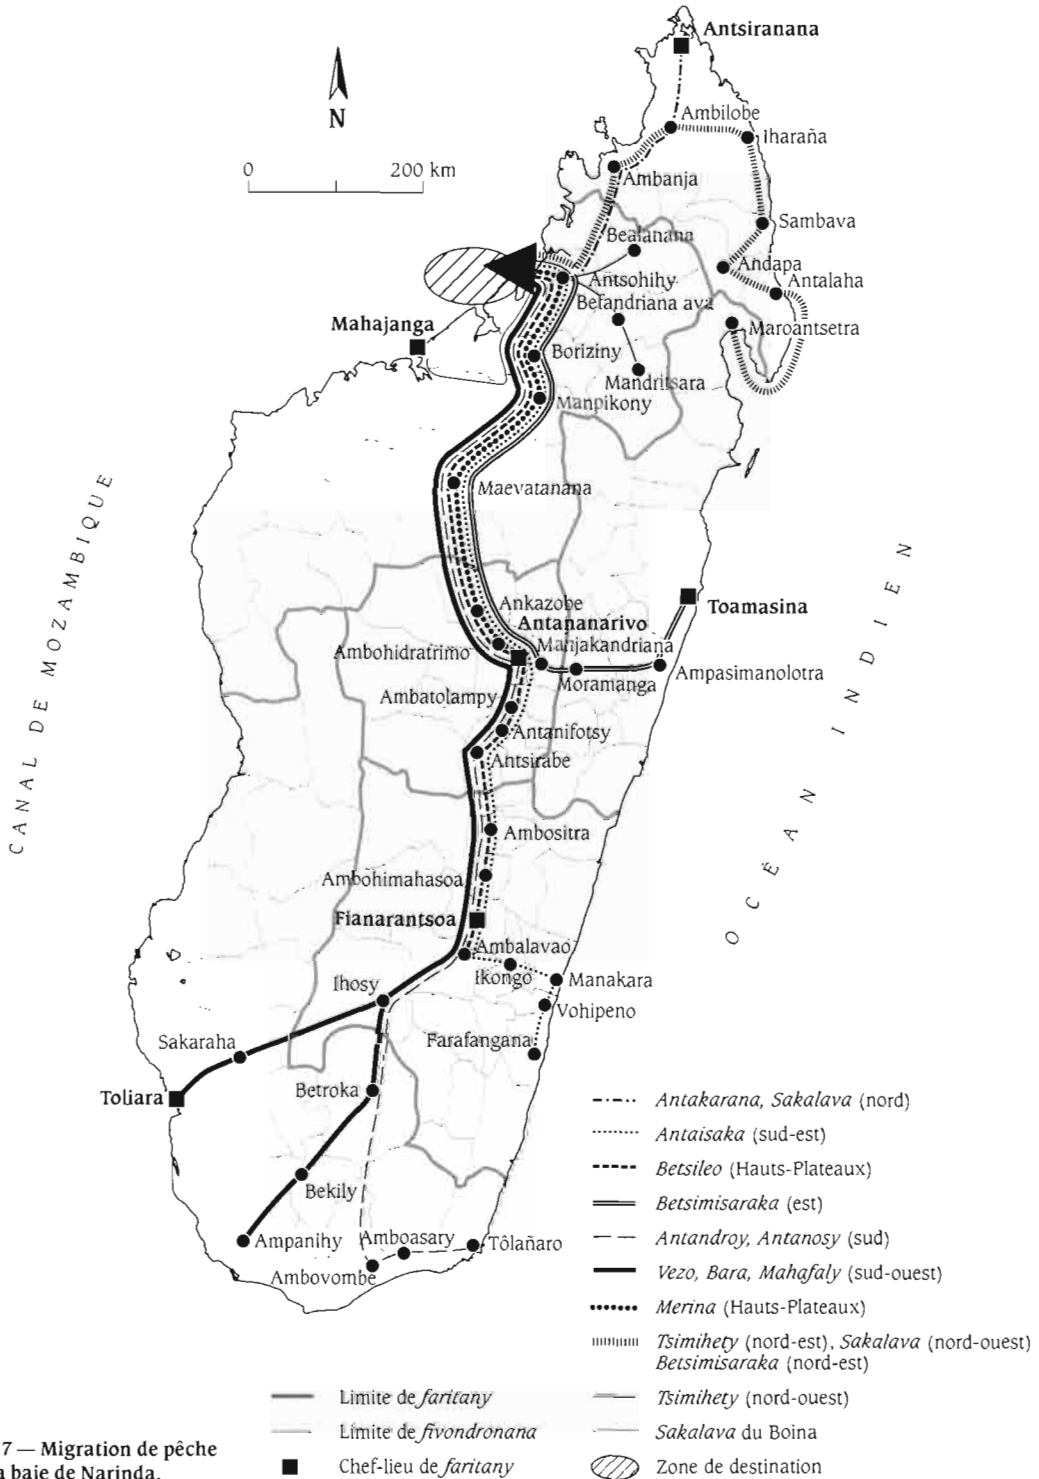 Antsiranana
N
Ambilobe
Iharaña
0 200 km
Ambanja
Sambava
Bealanana
Andapa
Antsohihy
Antalaha
Befandriana ava
Mahajanga
Maroantsetra
Boriziny
Mandritsara
Manpikony
Maevatanana
CANAL DE MOZAMBIQUE
OCÉAN INDIEN
Ankazobe
Toamasina
Antananarivo
Ambohidratrimo
Manjakandriana
Ampasimanolotra
Moramanga
Ambatolampy
Antanifotsy
Antsirabe
Ambositra
Ambohimahasoa
Fianarantsoa
Ambalavao
Ikongo
Manakara
Ihosy
Vohipeno
Sakaraha
Farafangana
Toliara
Betroka
Bekily
Ampanihy
Amboasary
Tôlañaro
Ambovombe
Antakarana, Sakalava (nord)
Antaisaka (sud-est)
Betsileo (Hauts-Plateaux)
Betsimisaraka (est)
Antandroy, Antanosy (sud)
Vezo, Bara, Mahafaly (sud-ouest)
Merina (Hauts-Plateaux)
Tsimihety (nord-est), Sakalava (nord-ouest)
Betsimisaraka (nord-est)
Limite de faritany
Tsimihety (nord-ouest)
Limite de fivondronana
Sakalava du Boina
Chef-lieu de faritany
Zone de destination
7 — Migration de pêche
a baie de Narinda.